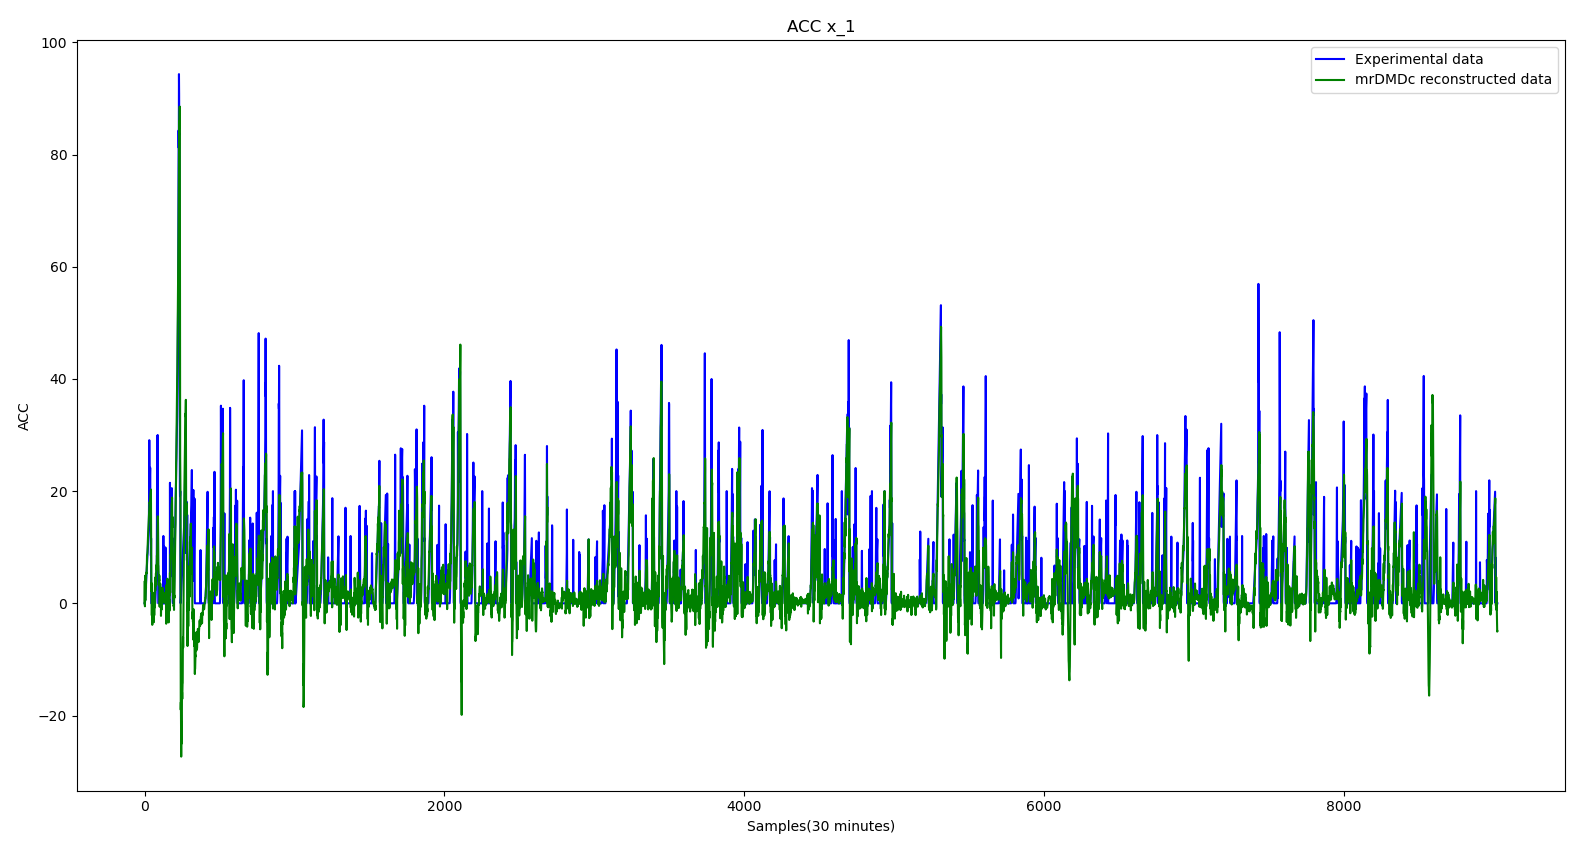 ACC x_1
Experimental data
mrDMDc reconstructed data
100
80
60
40
20
0
−20
ACC
0
2000
4000
6000
8000
Samples(30 minutes)